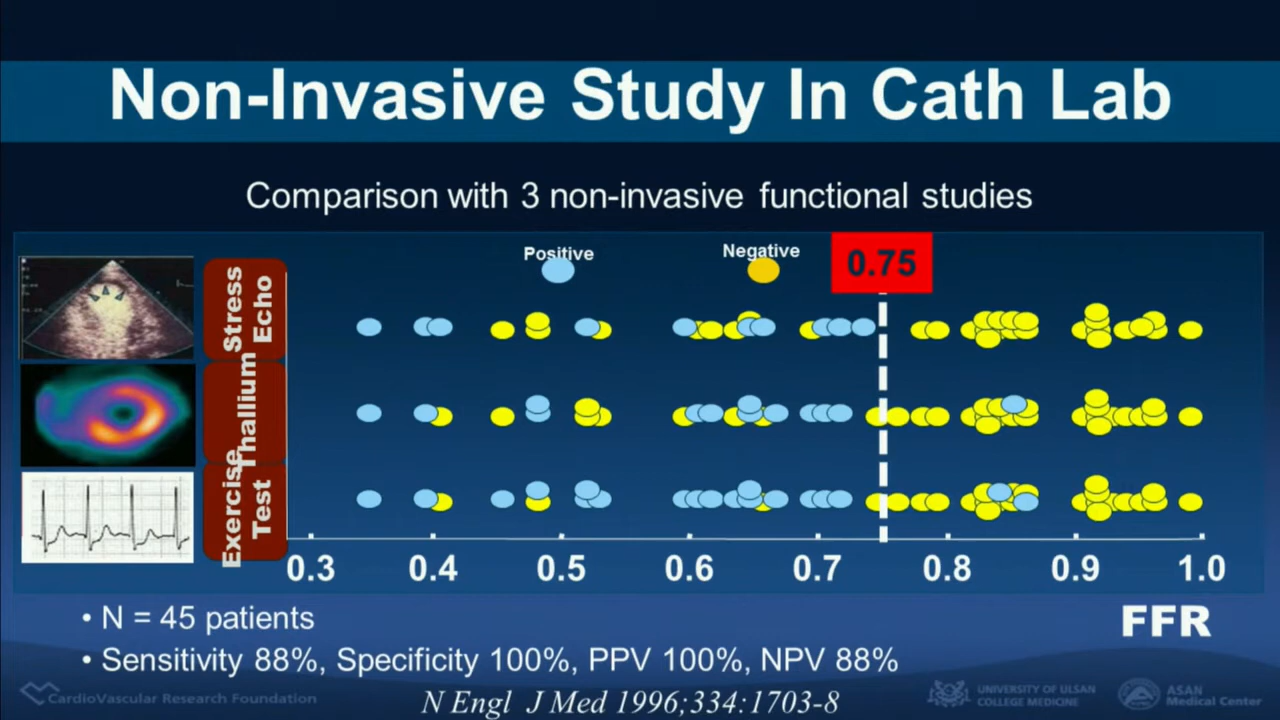 Non-Invasive Study In Cath Lab
Comparison with 3 non-invasive functional studies
Positive
Negative
0.75
Stress
Echo
Thallium
Exercise
Test
0.3 0.4 0.5 0.6 0.7 0.8 0.9 1.0
FFR
• N = 45 patients
• Sensitivity 88%, Specificity 100%, PPV 100%, NPV 88%
N Engl J Med 1996;334:1703-8
CardioVascular Research Foundation
UNIVERSITY OF ULSAN
COLLEGE MEDICINE
ASAN
Medical Center